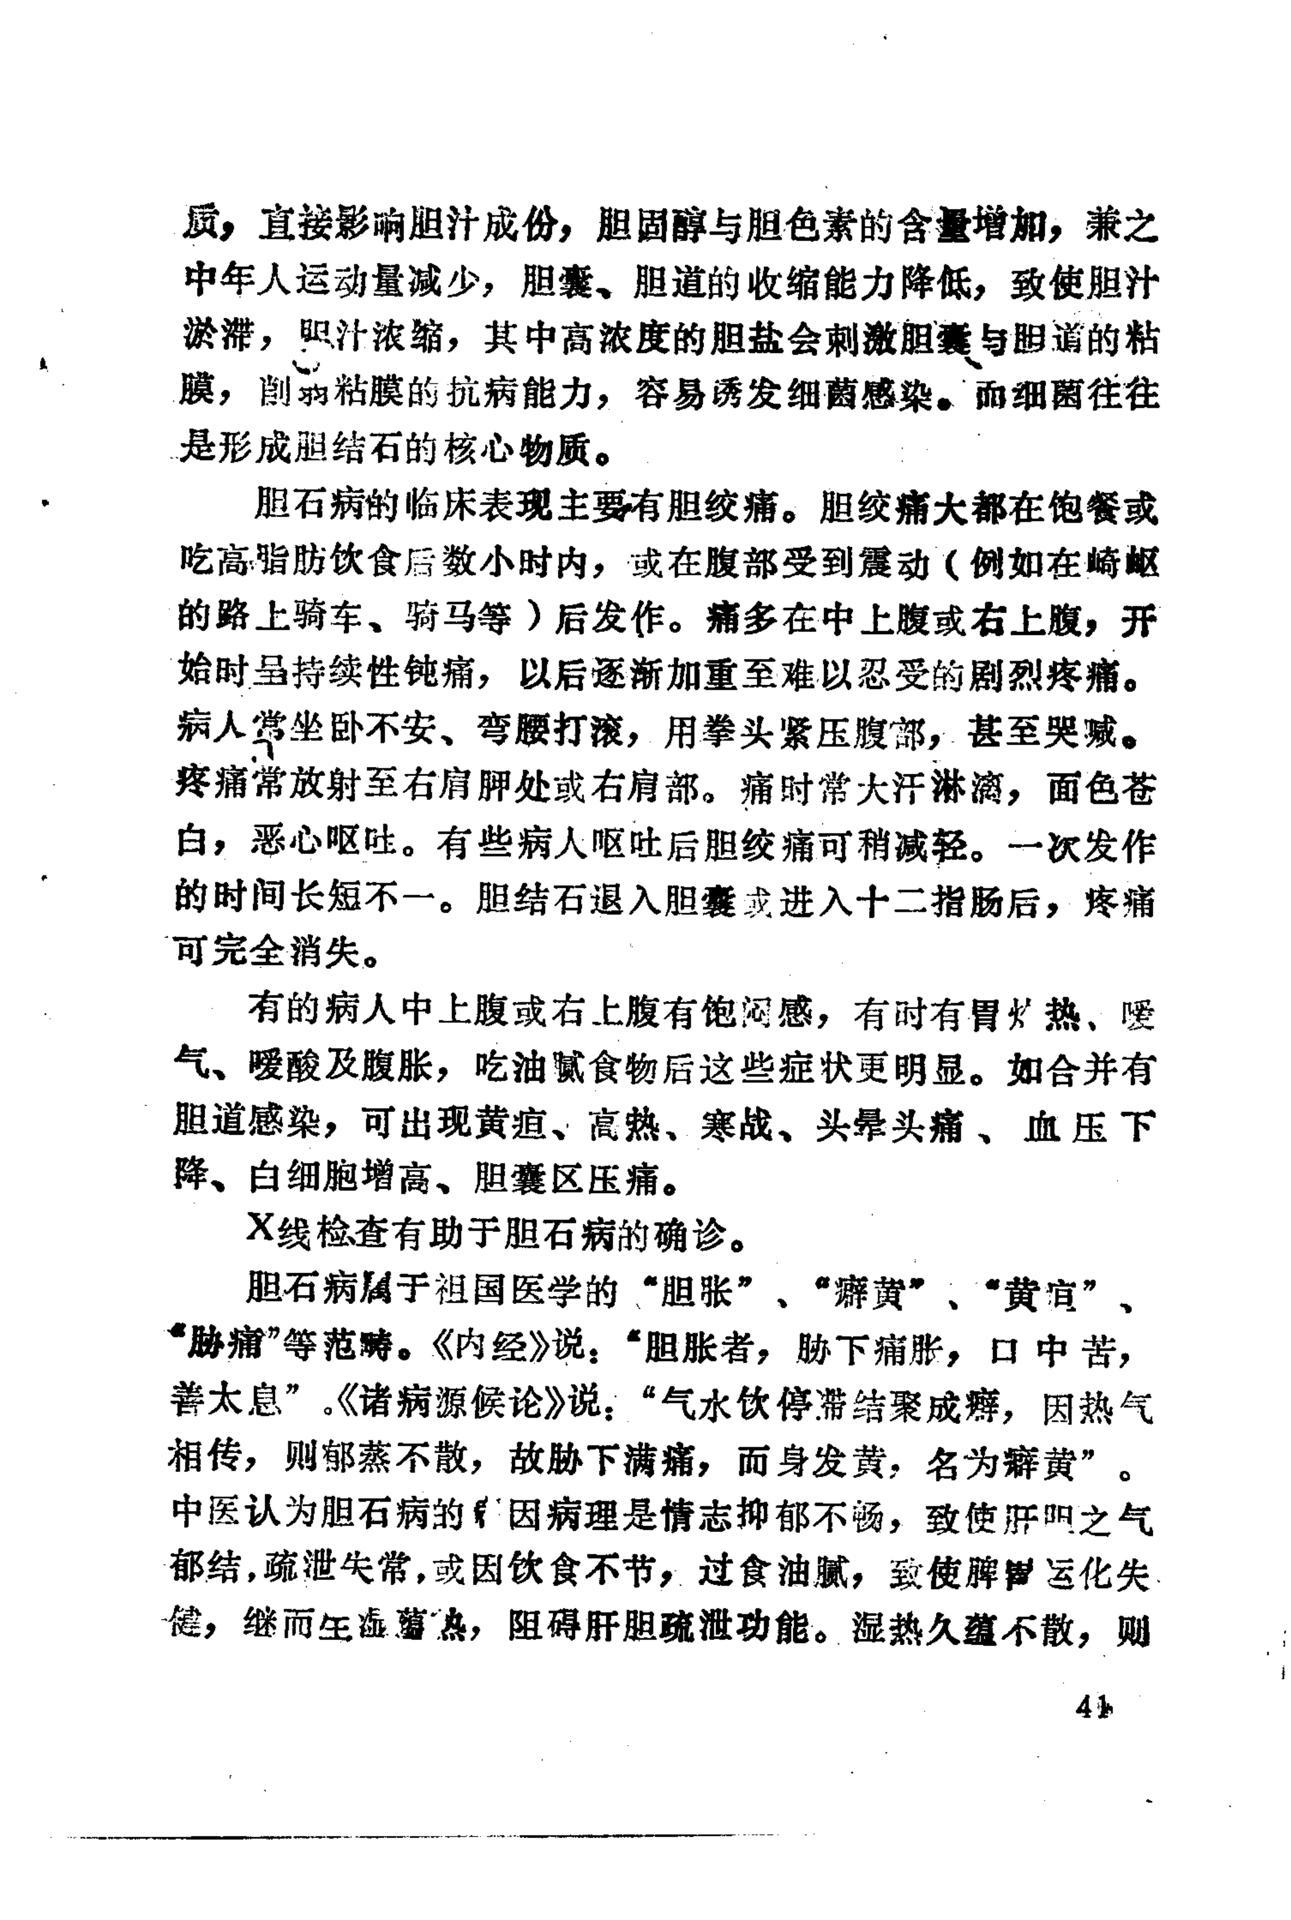 质，直接影响胆汁成份，胆固醇与胆色素的含量增加，兼之
中年人运动量减少，胆囊、胆道的收缩能力降低，致使胆汁
淤滞，胆汁浓缩，其中高浓度的胆盐会刺激胆囊与胆道的粘
膜，削弱粘膜的抗病能力，容易诱发细菌感染。而细菌往往
是形成胆结石的核心物质。
胆石病的临床表现主要有胆绞痛。胆绞痛大都在饱餐或
吃高脂肪饮食后数小时内，或在腹部受到震动（例如在崎岖
的路上骑车、骑马等）后发作。痛多在中上腹或右上腹，开
始时呈持续性钝痛，以后逐渐加重至难以忍受的剧烈疼痛。
病人常坐卧不安、弯腰打滚，用拳头紧压腹部，甚至哭喊。
疼痛常放射至右肩胛处或右肩部。痛时常大汗淋漓，面色苍
白，恶心呕吐。有些病人呕吐后胆绞痛可稍减轻。一次发作
的时间长短不一。胆结石退入胆囊或进入十二指肠后，疼痛
可完全消失。
有的病人中上腹或右上腹有饱闷感，有时有胃灼热、嗳
气、嗳酸及腹胀，吃油腻食物后这些症状更明显。如合并有
胆道感染，可出现黄疸、高热、寒战、头晕头痛、血压下
降、白细胞增高、胆囊区压痛。
X线检查有助于胆石病的确诊。
胆石病属于祖国医学的“胆胀”、“癖黄”、“黄疸”、
“胁痛”等范畴。《内经》说：“胆胀者，胁下痛胀，口中苦，
善太息”。《诸病源候论》说：“气水饮停滞结聚成癖，因热气
相传，则郁蒸不散，故胁下满痛，而身发黄，名为癖黄”。
中医认为胆石病的 因病理是情志抑郁不畅，致使肝胆之气
郁结，疏泄失常，或因饮食不节，过食油腻，致使脾胃运化失
健，继而生湿蕴热，阻碍肝胆疏泄功能。湿热久蕴不散，则
41